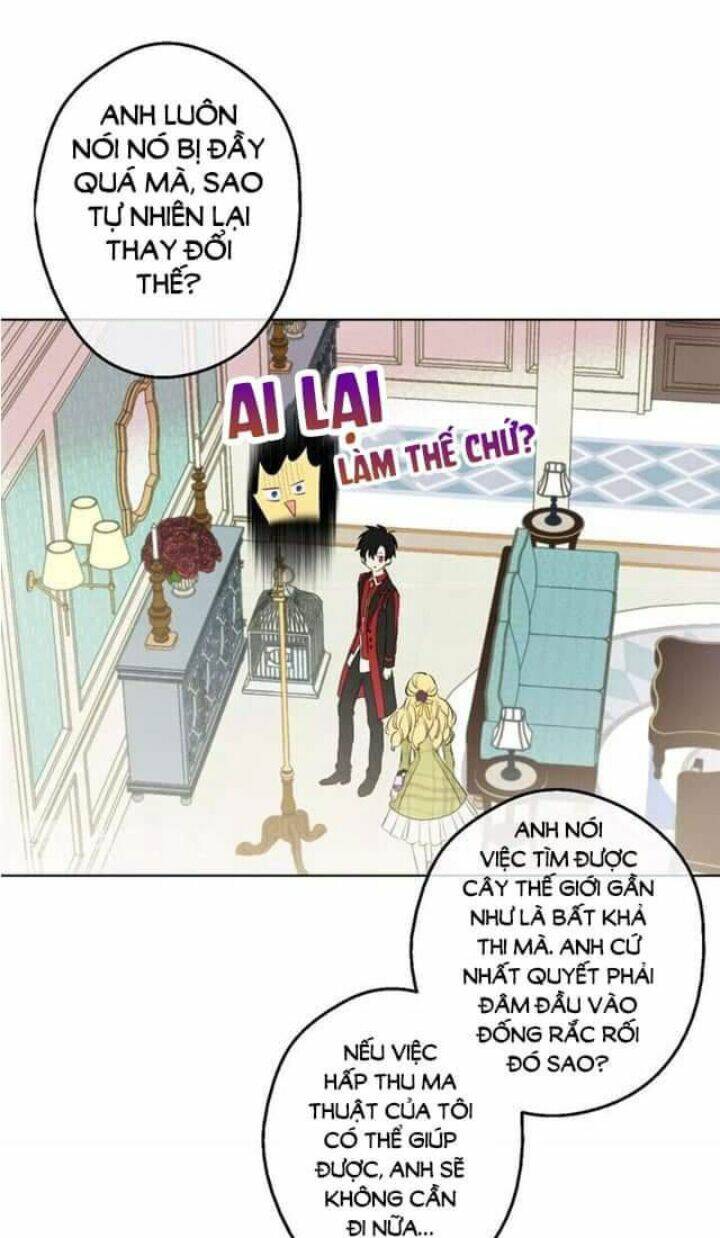 ANH LUÔN
NÓI NÓ BỊ ĐẦY
QUÁ MÀ, SAO
TỰ NHIÊN LẠI
THAY ĐỔI
THẾ?
AI LẠI
LÀM THẾ CHỨ?
ANH NÓI
VIỆC TÌM ĐƯỢC
CÂY THẾ GIỚI GẦN
NHƯ LÀ BẤT KHẢ
THI MÀ. ANH CỨ
NHẤT QUYẾT PHẢI
ĐÂM ĐẦU VÀO
ĐỐNG RẮC RỐI
ĐÓ SAO?
NẾU VIỆC
HẤP THU MA
THUẬT CỦA TÔI
CÓ THỂ GIÚP
ĐƯỢC, ANH SẼ
KHÔNG CẦN
ĐI NỮA...